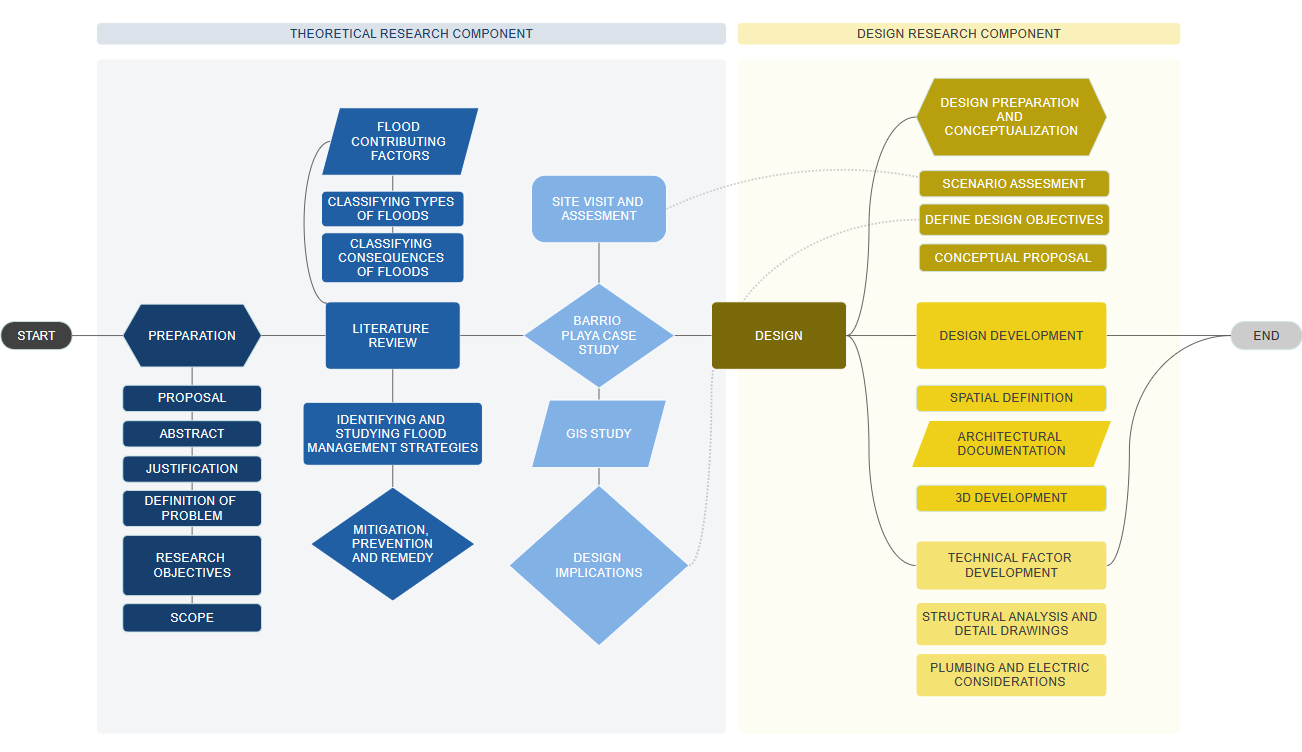 THEORETICAL RESEARCH COMPONENT
DESIGN RESEARCH COMPONENT
START
PREPARATION
PROPOSAL
ABSTRACT
JUSTIFICATION
DEFINITION OF
PROBLEM
RESEARCH
OBJECTIVES
SCOPE
FLOOD
CONTRIBUTING
FACTORS
CLASSIFYING TYPES
OF FLOODS
CLASSIFYING
CONSEQUENCES
OF FLOODS
LITERATURE
REVIEW
IDENTIFYING AND
STUDYING FLOOD
MANAGEMENT STRATEGIES
MITIGATION,
PREVENTION
AND REMEDY
SITE VISIT AND
ASSESMENT
BARRIO
PLAYA CASE
STUDY
GIS STUDY
DESIGN
IMPLICATIONS
DESIGN
DESIGN PREPARATION
AND
CONCEPTUALIZATION
SCENARIO ASSESMENT
DEFINE DESIGN OBJECTIVES
CONCEPTUAL PROPOSAL
DESIGN DEVELOPMENT
SPATIAL DEFINITION
ARCHITECTURAL
DOCUMENTATION
3D DEVELOPMENT
TECHNICAL FACTOR
DEVELOPMENT
STRUCTURAL ANALYSIS AND
DETAIL DRAWINGS
PLUMBING AND ELECTRIC
CONSIDERATIONS
END